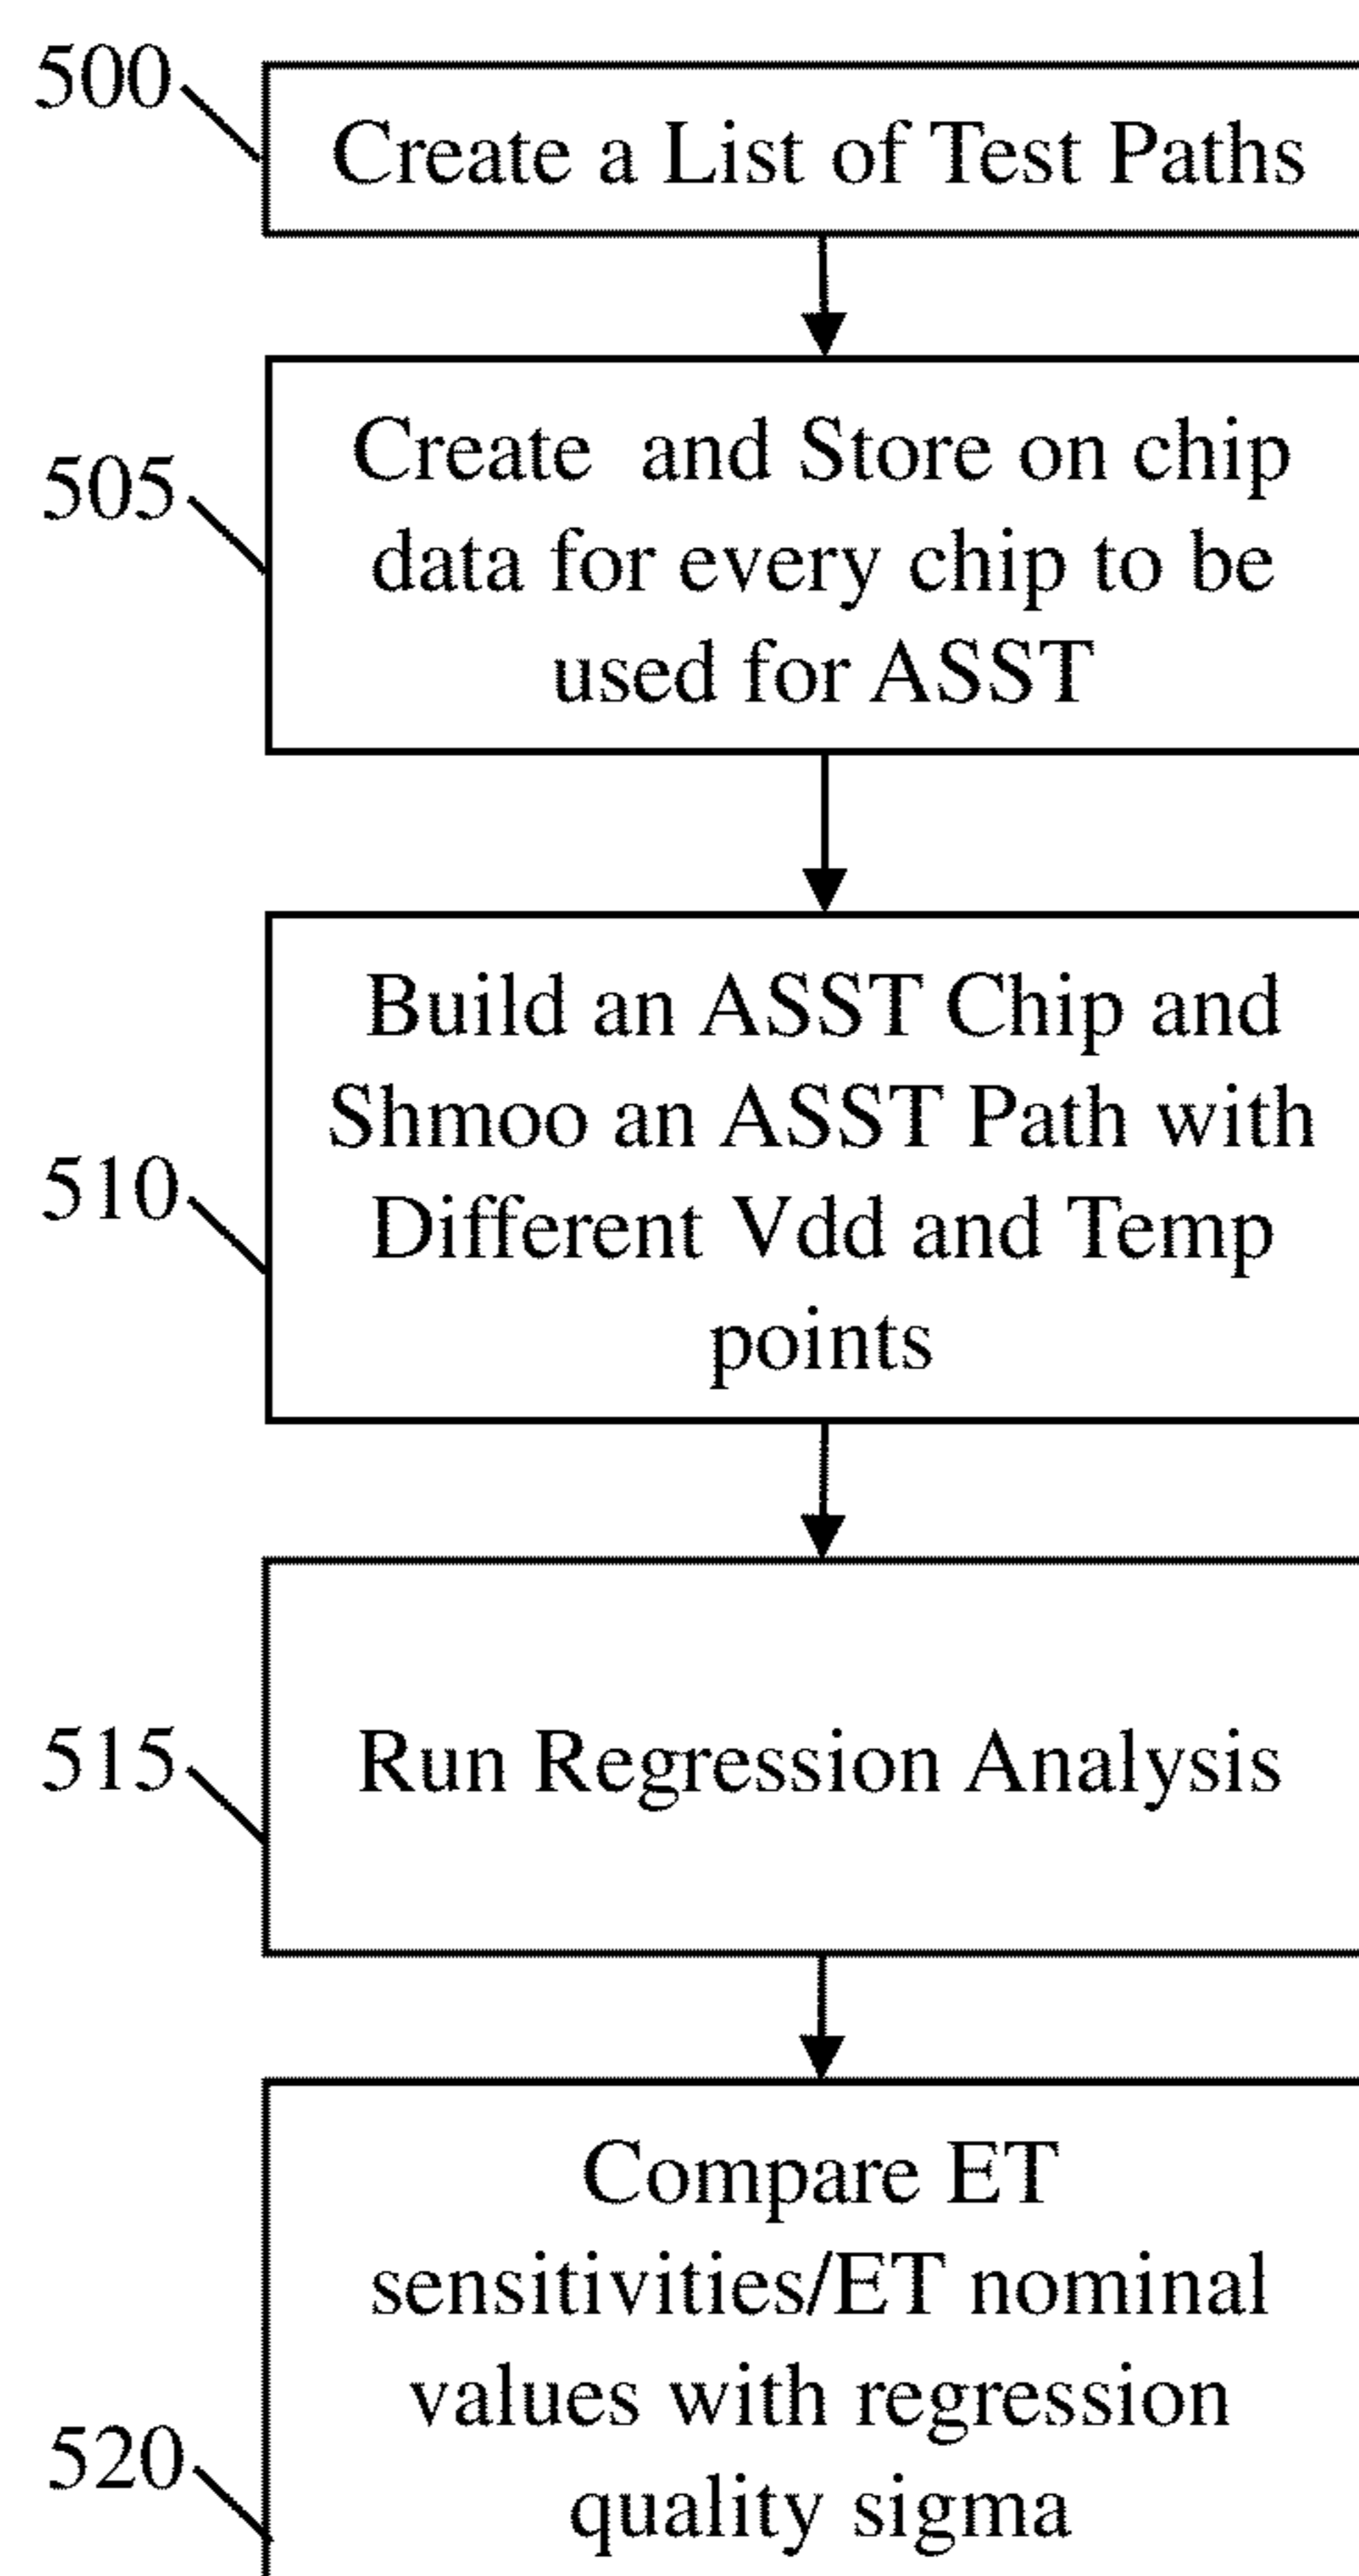 500
Create a List of Test Paths
505
Create and Store on chip
data for every chip to be
used for ASST
510
Build an ASST Chip and
Shmoo an ASST Path with
Different Vdd and Temp
points
515
Run Regression Analysis
520
Compare ET
sensitivities/ET nominal
values with regression
quality sigma